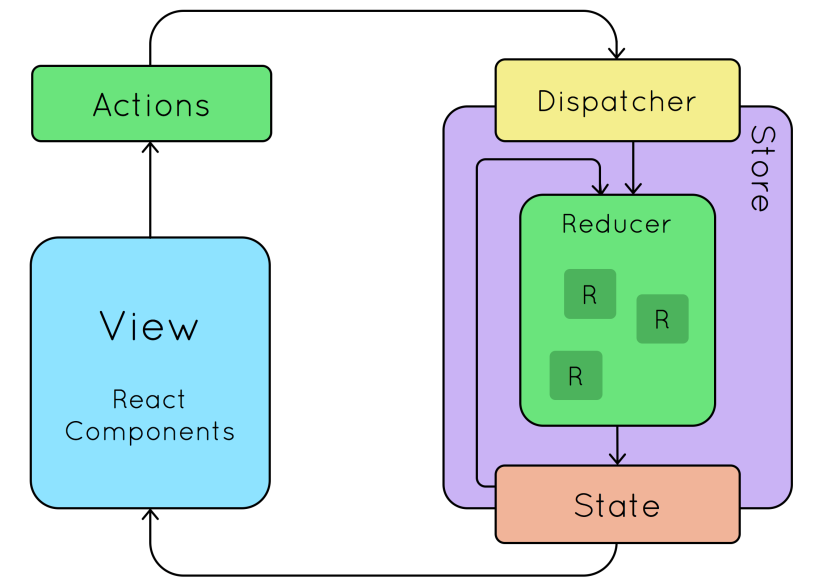 Actions
Dispatcher
Store
Reducer
R
R
R
View
React
Components
State